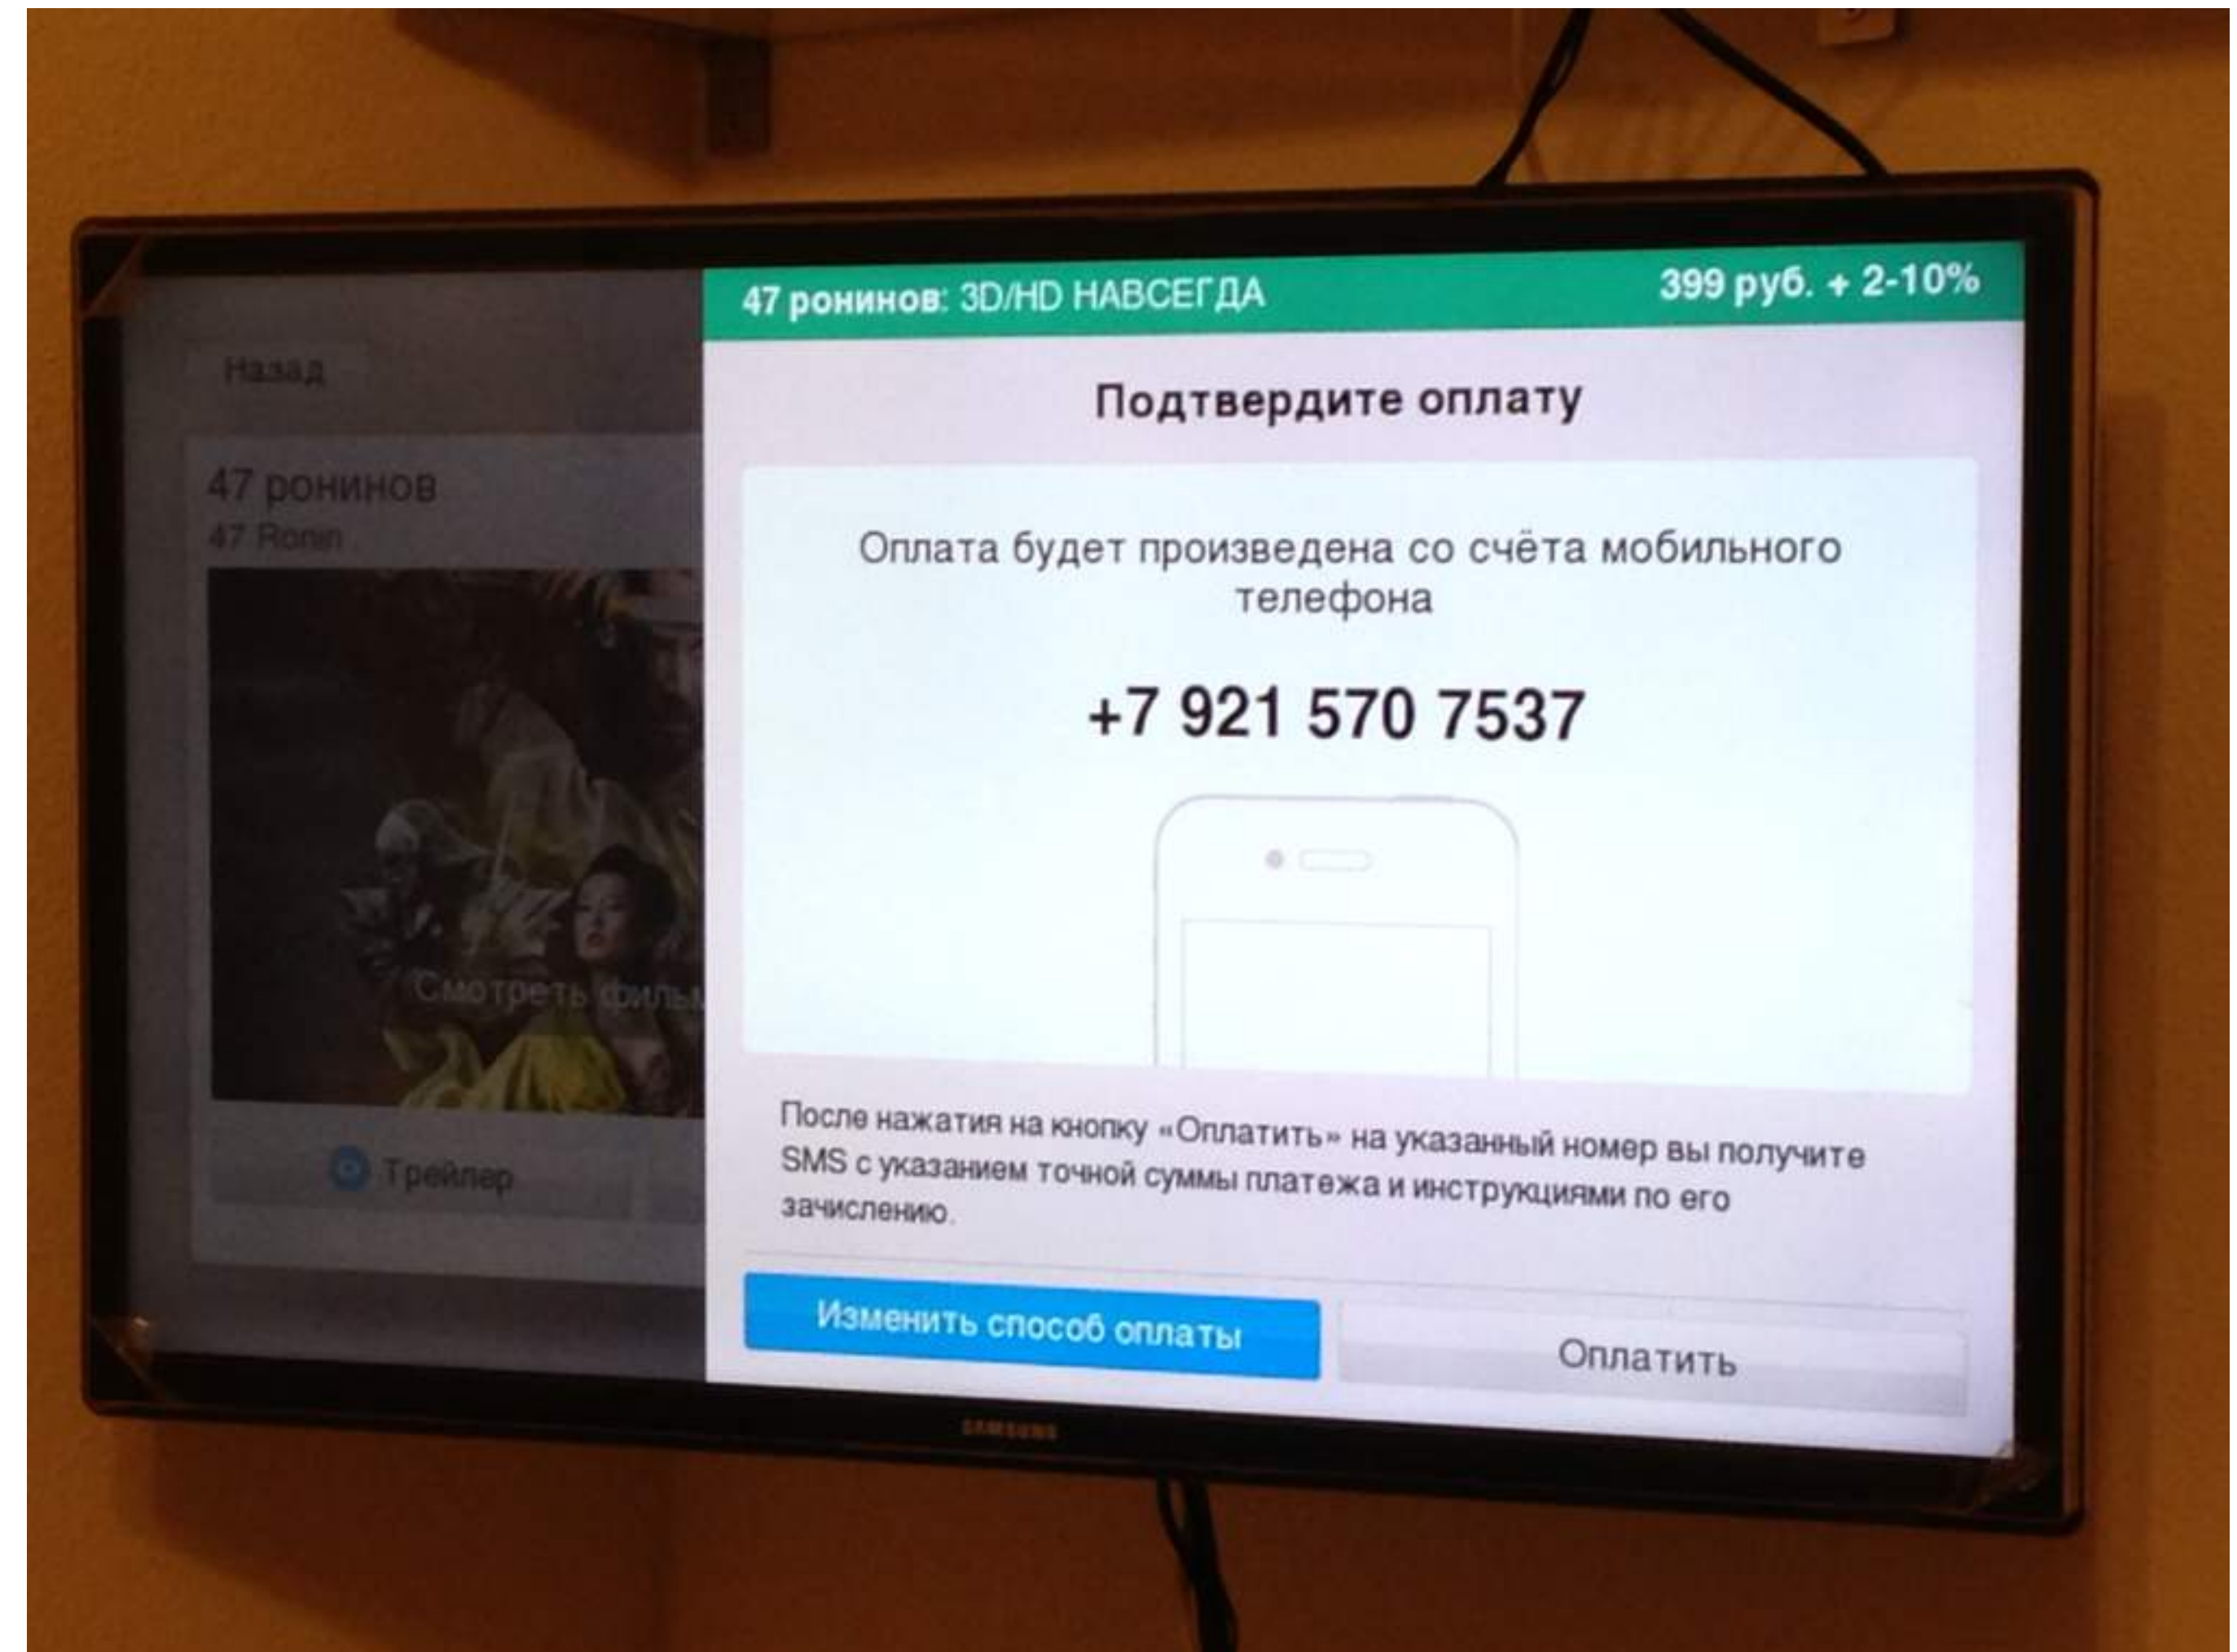 47 ронинов: 3D/HD НАВСЕГДА
399 руб. + 2-10%
Назад
47 ронинов
47 Ronin
Смотреть фильм
Трейлер
Подтвердите оплату
Оплата будет произведена со счёта мобильного
телефона
+7 921 570 7537
После нажатия на кнопку «Оплатить» на указанный номер вы получите
SMS с указанием точной суммы платежа и инструкциями по его
зачислению.
Изменить способ оплаты
Оплатить
SAMSUNG